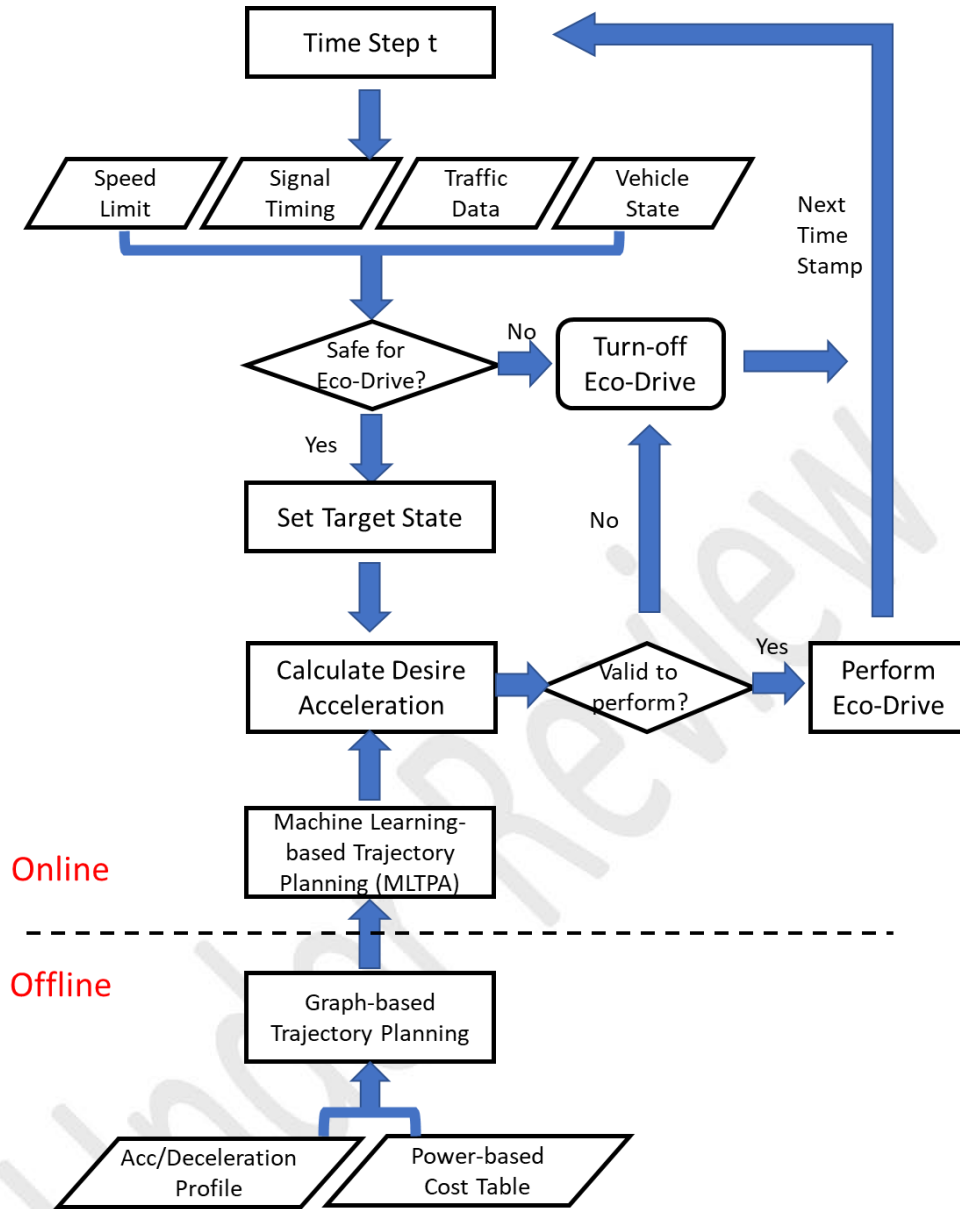 Time Step t
Speed
Limit
Signal
Timing
Traffic
Data
Vehicle
State
Next
Time
Stamp
Safe for
Eco-Drive?
No
Turn-off
Eco-Drive
Yes
Set Target State
No
Calculate Desire
Acceleration
Valid to
perform?
Yes
Perform
Eco-Drive
Machine Learning-
based Trajectory
Planning (MLTPA)
Online
Offline
Graph-based
Trajectory Planning
Acc/Deceleration
Profile
Power-based
Cost Table
Undar Review